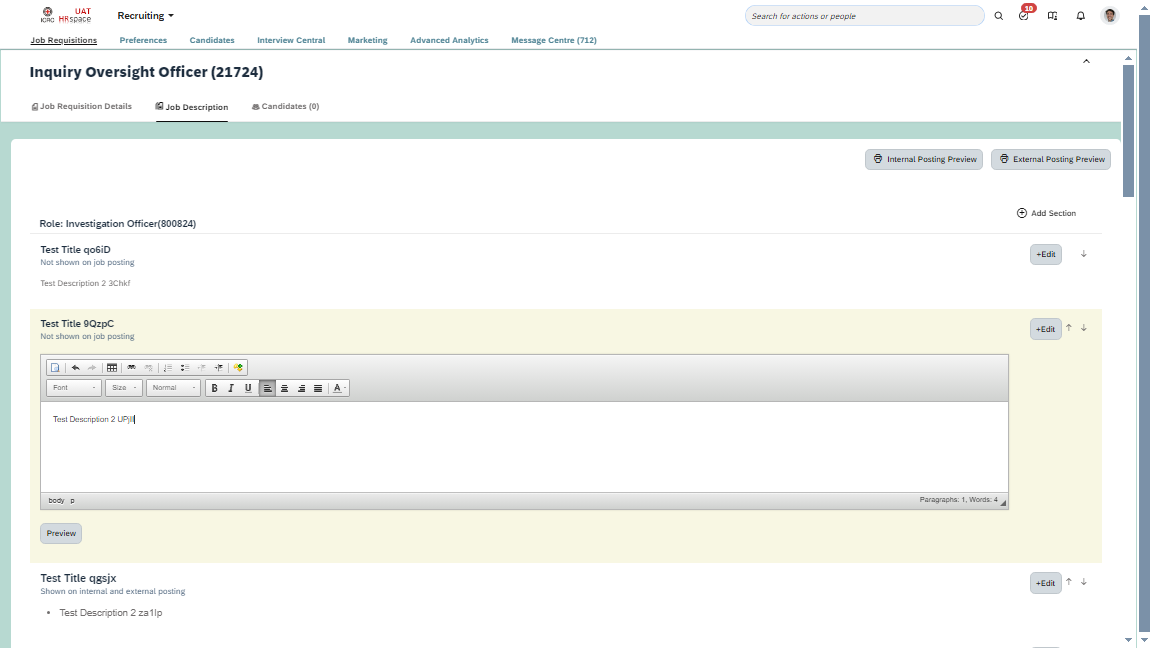 ICRC
UAT
HRspace
Recruiting
Search for actions or people
10
Job Requisitions
Preferences
Candidates
Interview Central
Marketing
Advanced Analytics
Message Centre (712)
Inquiry Oversight Officer (21724)
Job Requisition Details
Job Description
Candidates (0)
Internal Posting Preview
External Posting Preview
Add Section
Role: Investigation Officer(800824)
Test Title qo6iD
Not shown on job posting
+Edit
Test Description 2 3Chkf
Test Title 9QzpC
Not shown on job posting
+Edit
Font
Size
Normal
B
I
U
A
Test Description 2
body p
Paragraphs: 1, Words: 4
Preview
Test Title qgsjx
Shown on internal and external posting
+Edit
• Test Description 2